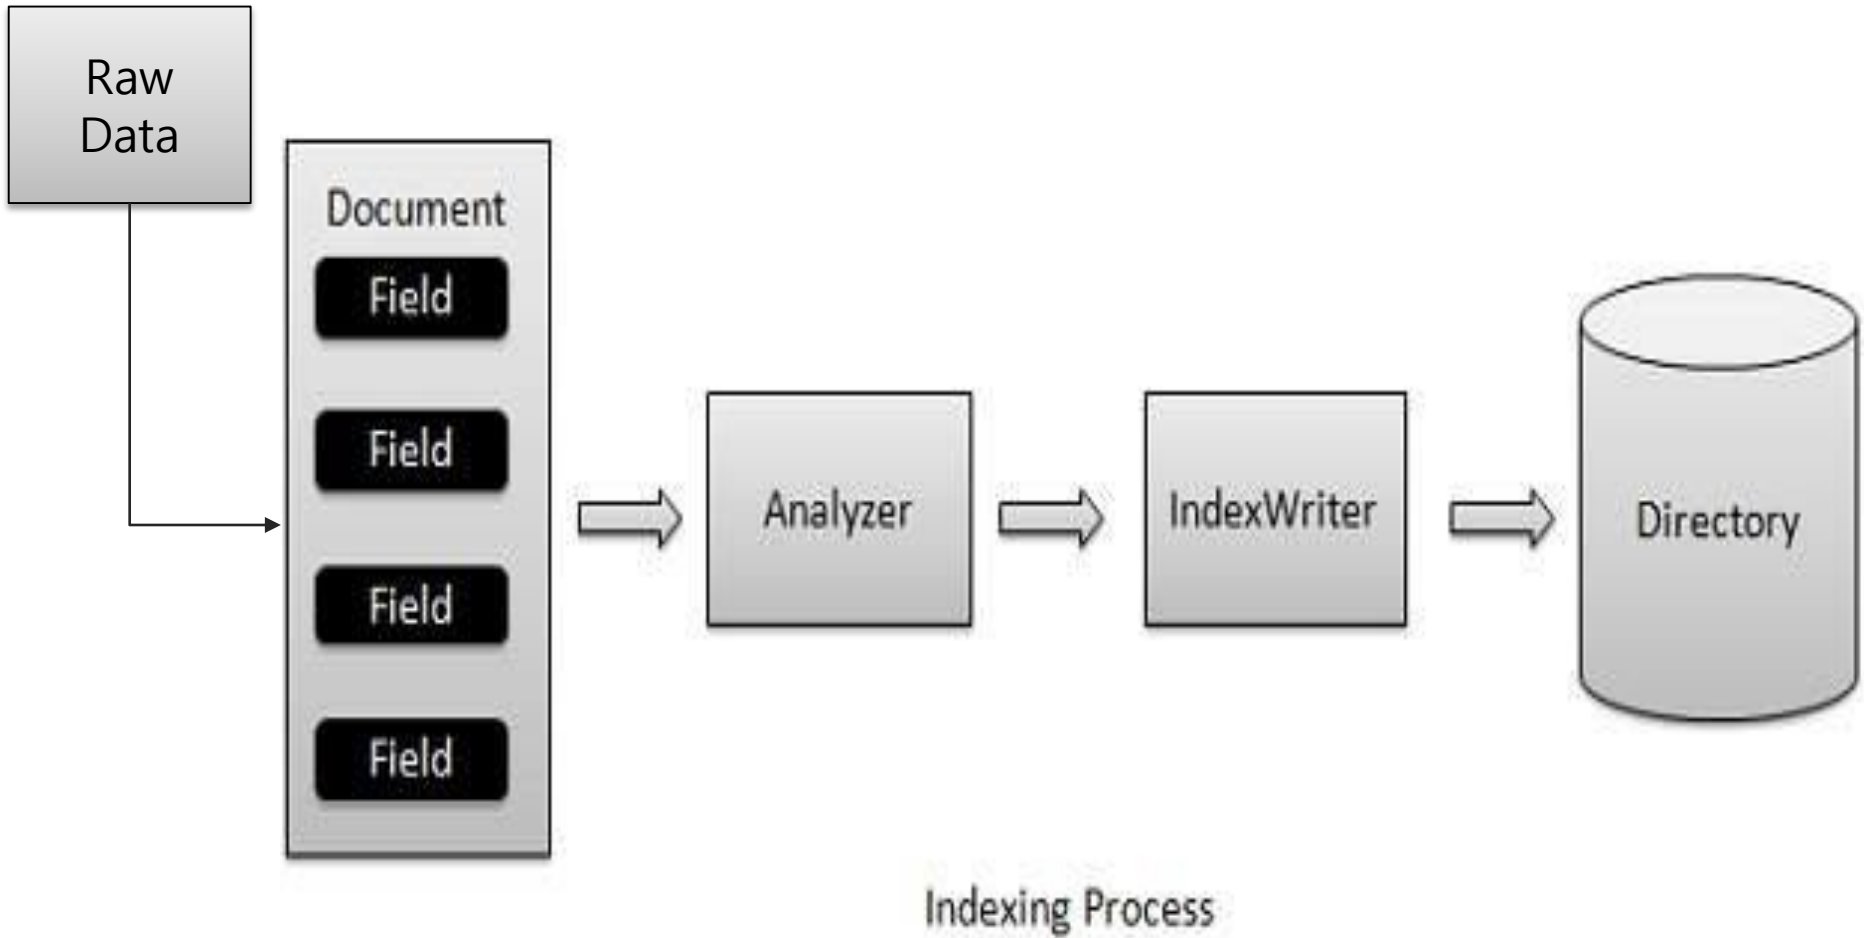 Raw
Data
Document
Field
Field
Field
Field
Analyzer
IndexWriter
Directory
Indexing Process